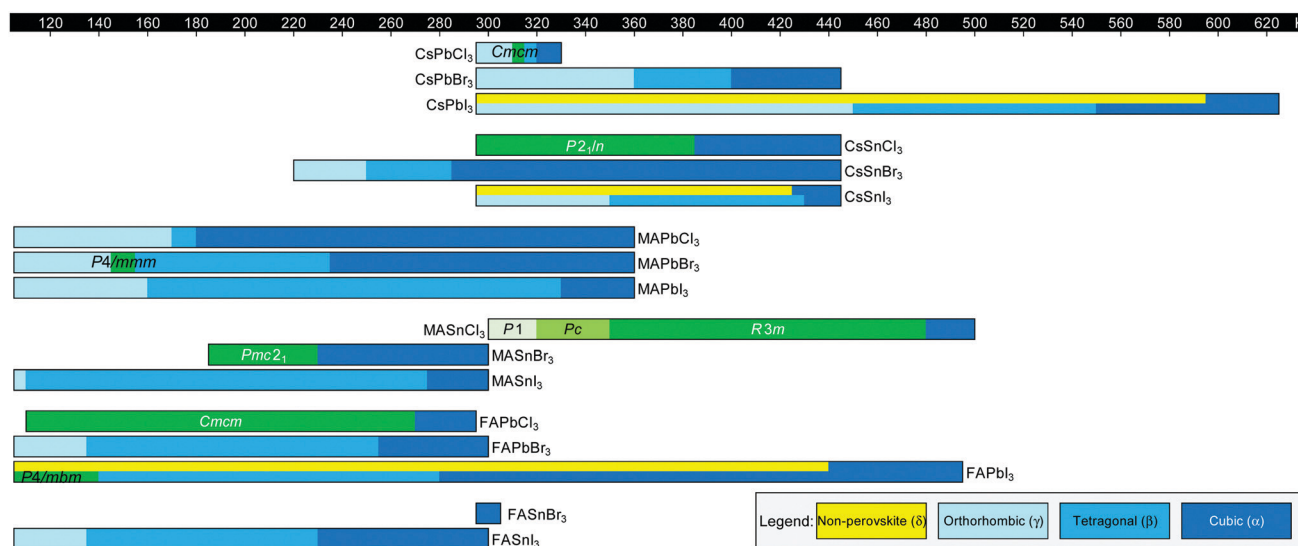 120 140 160 180 200 220 240 260 280 300 320 340 360 380 400 420 440 460 480 500 520 540 560 580 600 620 K
CsPbCl₃ Cmcm
CsPbBr₃
CsPbI₃
P2₁/n CsSnCl₃
CsSnBr₃
CsSnI₃
MAPbCl₃
P4/mmm MAPbBr₃
MAPbI₃
MASnCl₃ P1 Pc R3m
Pmc2₁ MASnBr₃
MASnI₃
Cmcm FAPbCl₃
FAPbBr₃
P4/mbm FAPbI₃
FASnBr₃
FASnI₃
Legend: Non-perovskite (δ) Orthorhombic (γ) Tetragonal (β) Cubic (α)